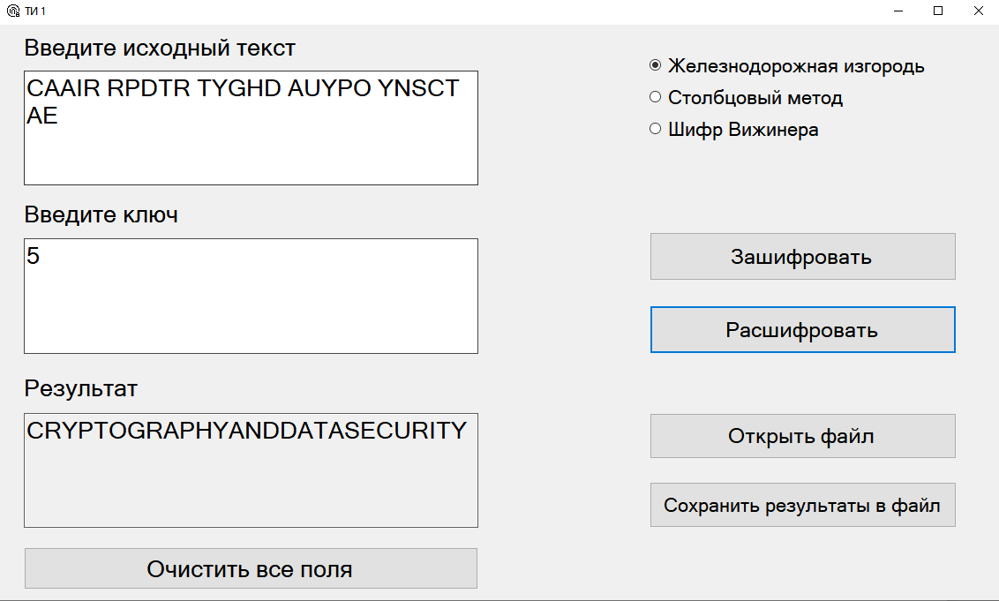 ТИ 1
Введите исходный текст
CAAIR RPDTR TYGHD AUYPO YNSCT
AE
Железнодорожная изгородь
Столбцовый метод
Шифр Вижинера
Введите ключ
5
Зашифровать
Расшифровать
Результат
CRYPTOGRAPHYANDDATASECURITY
Открыть файл
Сохранить результаты в файл
Очистить все поля